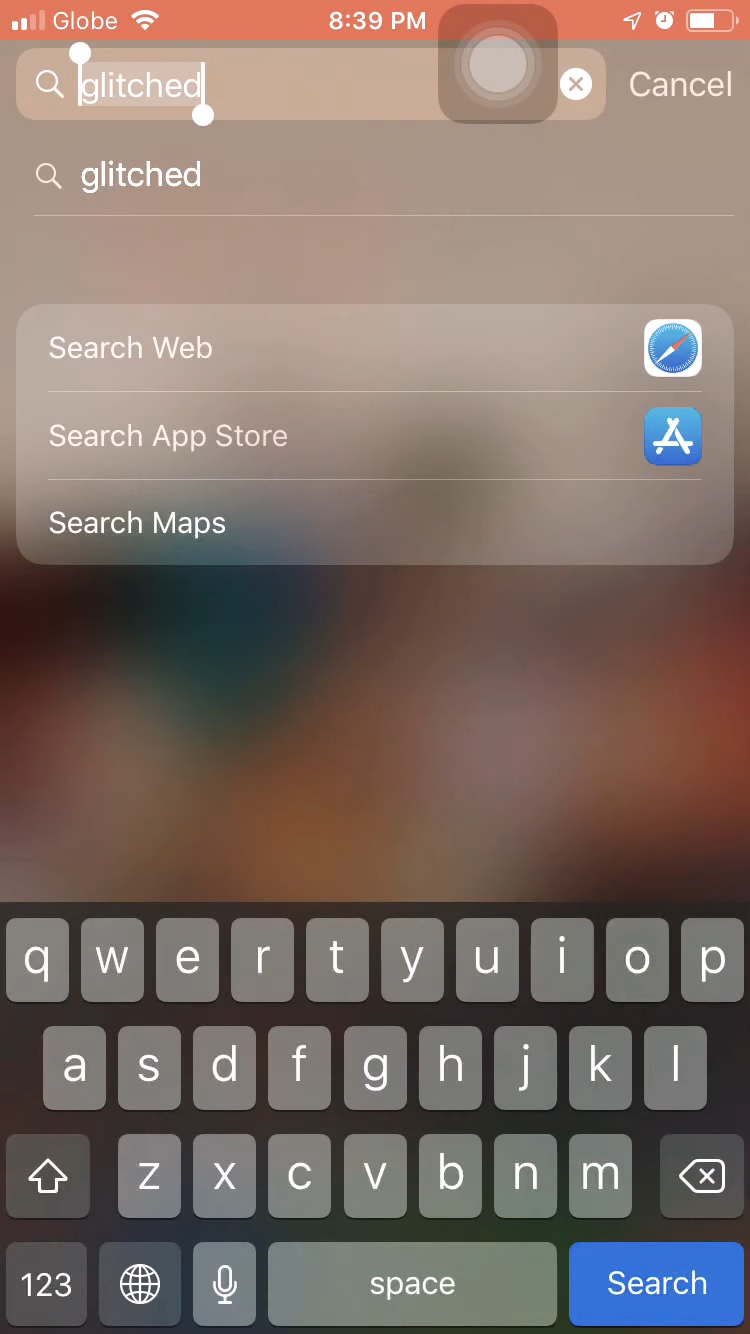 Globe 8:39 PM
glitched Cancel
glitched
Search Web
Search App Store
Search Maps
q w e r t y u i o p
a s d f g h j k l
z x c v b n m
123 space Search